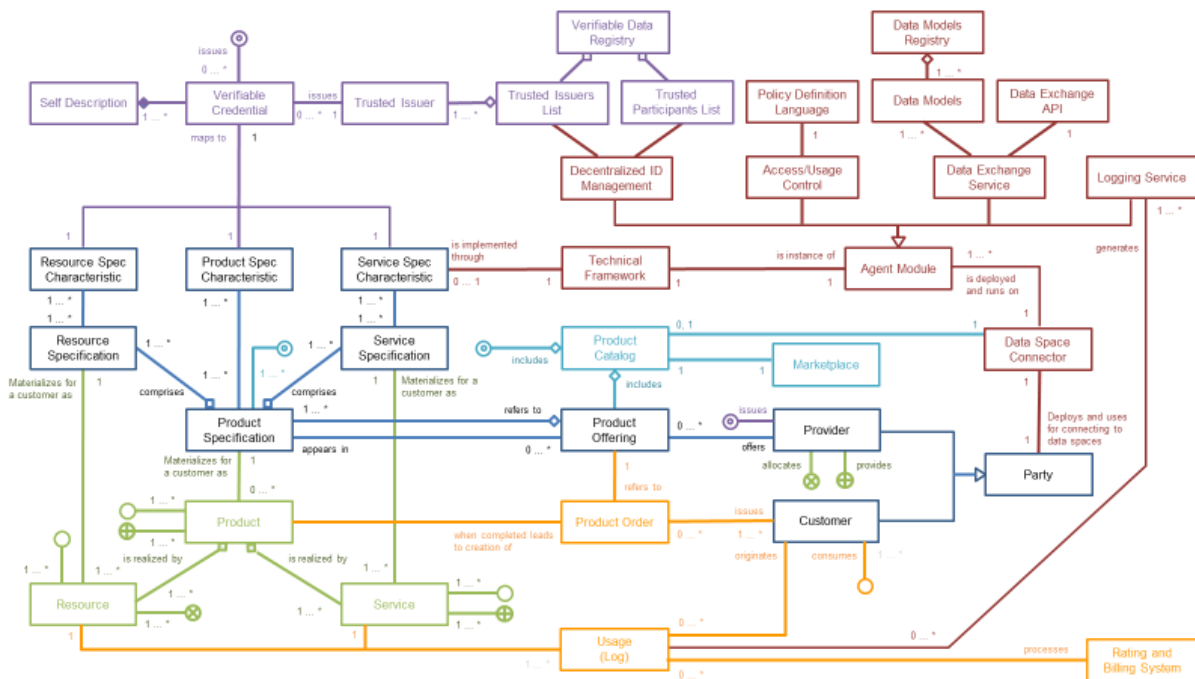 Verifiable Data
Registry
Data Models
Registry
issues
0 ... *
1 ... *
Self Description
Verifiable
Credential
issues
Trusted Issuer
Trusted Issuers
List
Trusted
Participants List
Policy Definition
Language
Data Models
Data Exchange
API
1 ... *
0 ... *
1
1 ... *
maps to
1
1
1 ... *
1
Decentralized ID
Management
Access/Usage
Control
Data Exchange
Service
Logging Service
1 ... *
1
1
1
is implemented
through
generates
Resource Spec
Characteristic
Product Spec
Characteristic
Service Spec
Characteristic
Technical
Framework
is instance of
Agent Module
1 ... *
0 ... 1
1
1
1
is deployed
and runs on
1 ... *
1 ... *
1 ... *
1 ... *
1 ... *
0, 1
1
1
Resource
Specification
1 ... *
1 ... *
Service
Specification
Product
Catalog
Marketplace
Data Space
Connector
includes
1
1
1
Materializes for
a customer as
1
1 ... *
1 ... *
1
Materializes for a
customer as
includes
comprises
comprises
1 ... *
refers to
0 ... *
issues
Deploys and uses
for connecting to
data spaces
Product
Specification
Product
Offering
Provider
1
appears in
0 ... *
0 ... *
offers
Materializes for
a customer as
1
1
allocates
provides
Party
0 ... *
refers to
1 ... *
Product
Product Order
issues
Customer
1 ... *
when completed leads
to creation of
0 ... *
1 ... *
is realized by
is realized by
originates
consumes
1 ... *
1 ... *
1 ... *
1 ... *
1 ... *
1 ... *
Resource
Service
1 ... *
1 ... *
1 ... *
1
1
0 ... *
0 ... *
Usage
(Log)
processes
Rating and
Billing System
1 ... *
0 ... *